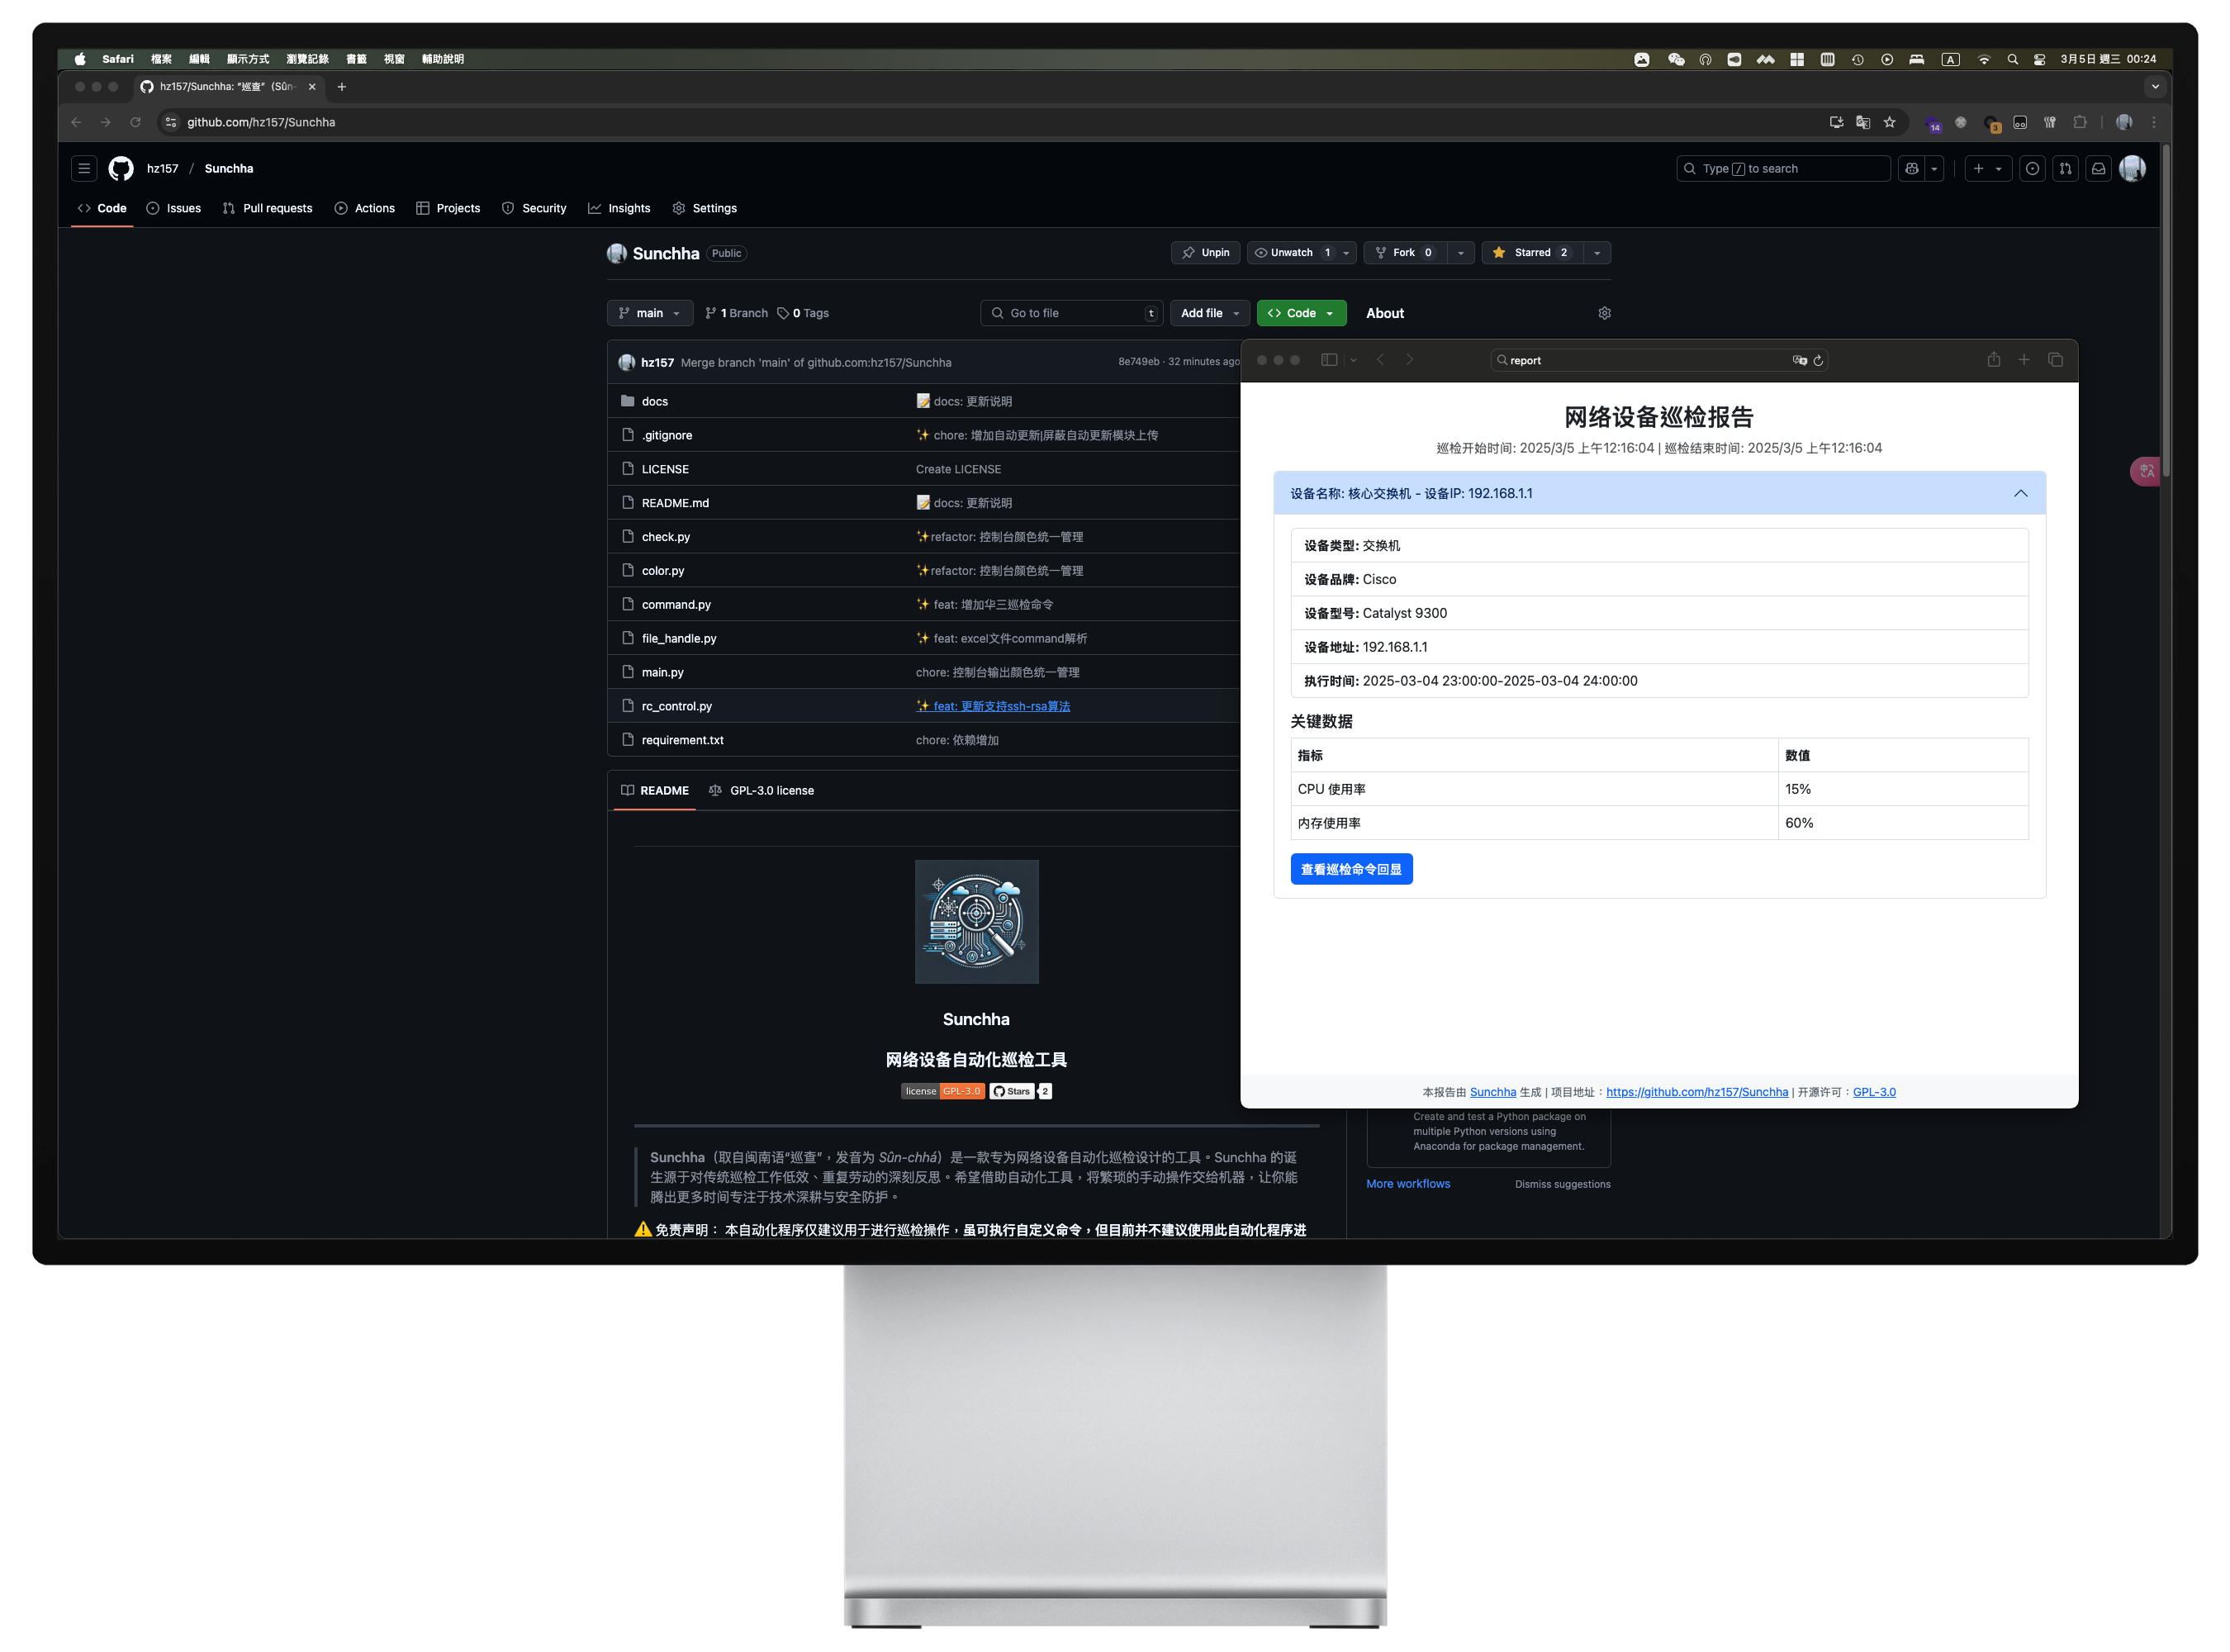 Safari 檔案 編輯 顯示方式 瀏覽記錄 書籤 視窗 輔助說明 A 3月5日 週三 00:24
hz157/Sunchha: “巡查”（Sûn-
github.com/hz157/Sunchha 14 3
hz157 / Sunchha Type / to search
Code Issues Pull requests Actions Projects Security Insights Settings
Sunchha Public Unpin Unwatch 1 Fork 0 Starred 2
main 1 Branch 0 Tags Go to file t Add file Code About
hz157 Merge branch 'main' of github.com:hz157/Sunchha 8e749eb · 32 minutes ago
docs 📝 docs: 更新说明
.gitignore ✨ chore: 增加自动更新|屏蔽自动更新模块上传
LICENSE Create LICENSE
README.md 📝 docs: 更新说明
check.py ✨refactor: 控制台颜色统一管理
color.py ✨refactor: 控制台颜色统一管理
command.py ✨ feat: 增加华三巡检命令
file_handle.py ✨ feat: excel文件command解析
main.py chore: 控制台输出颜色统一管理
rc_control.py ✨ feat: 更新支持ssh-rsa算法
requirement.txt chore: 依赖增加
README GPL-3.0 license
Sunchha
网络设备自动化巡检工具
license GPL-3.0 Stars 2
Sunchha（取自闽南语“巡查”，发音为 Sûn-chhá）是一款专为网络设备自动化巡检设计的工具。Sunchha 的诞
生源于对传统巡检工作低效、重复劳动的深刻反思。希望借助自动化工具，将繁琐的手动操作交给机器，让你能
腾出更多时间专注于技术深耕与安全防护。
⚠️ 免责声明： 本自动化程序仅建议用于进行巡检操作，虽可执行自定义命令，但目前并不建议使用此自动化程序进
report
网络设备巡检报告
巡检开始时间: 2025/3/5 上午12:16:04 | 巡检结束时间: 2025/3/5 上午12:16:04
设备名称: 核心交换机 - 设备IP: 192.168.1.1
设备类型: 交换机
设备品牌: Cisco
设备型号: Catalyst 9300
设备地址: 192.168.1.1
执行时间: 2025-03-04 23:00:00-2025-03-04 24:00:00
关键数据
指标 数值
CPU 使用率 15%
内存使用率 60%
查看巡检命令回显
本报告由 Sunchha 生成 | 项目地址：https://github.com/hz157/Sunchha | 开源许可：GPL-3.0
Create and test a Python package on
multiple Python versions using
Anaconda for package management.
More workflows Dismiss suggestions